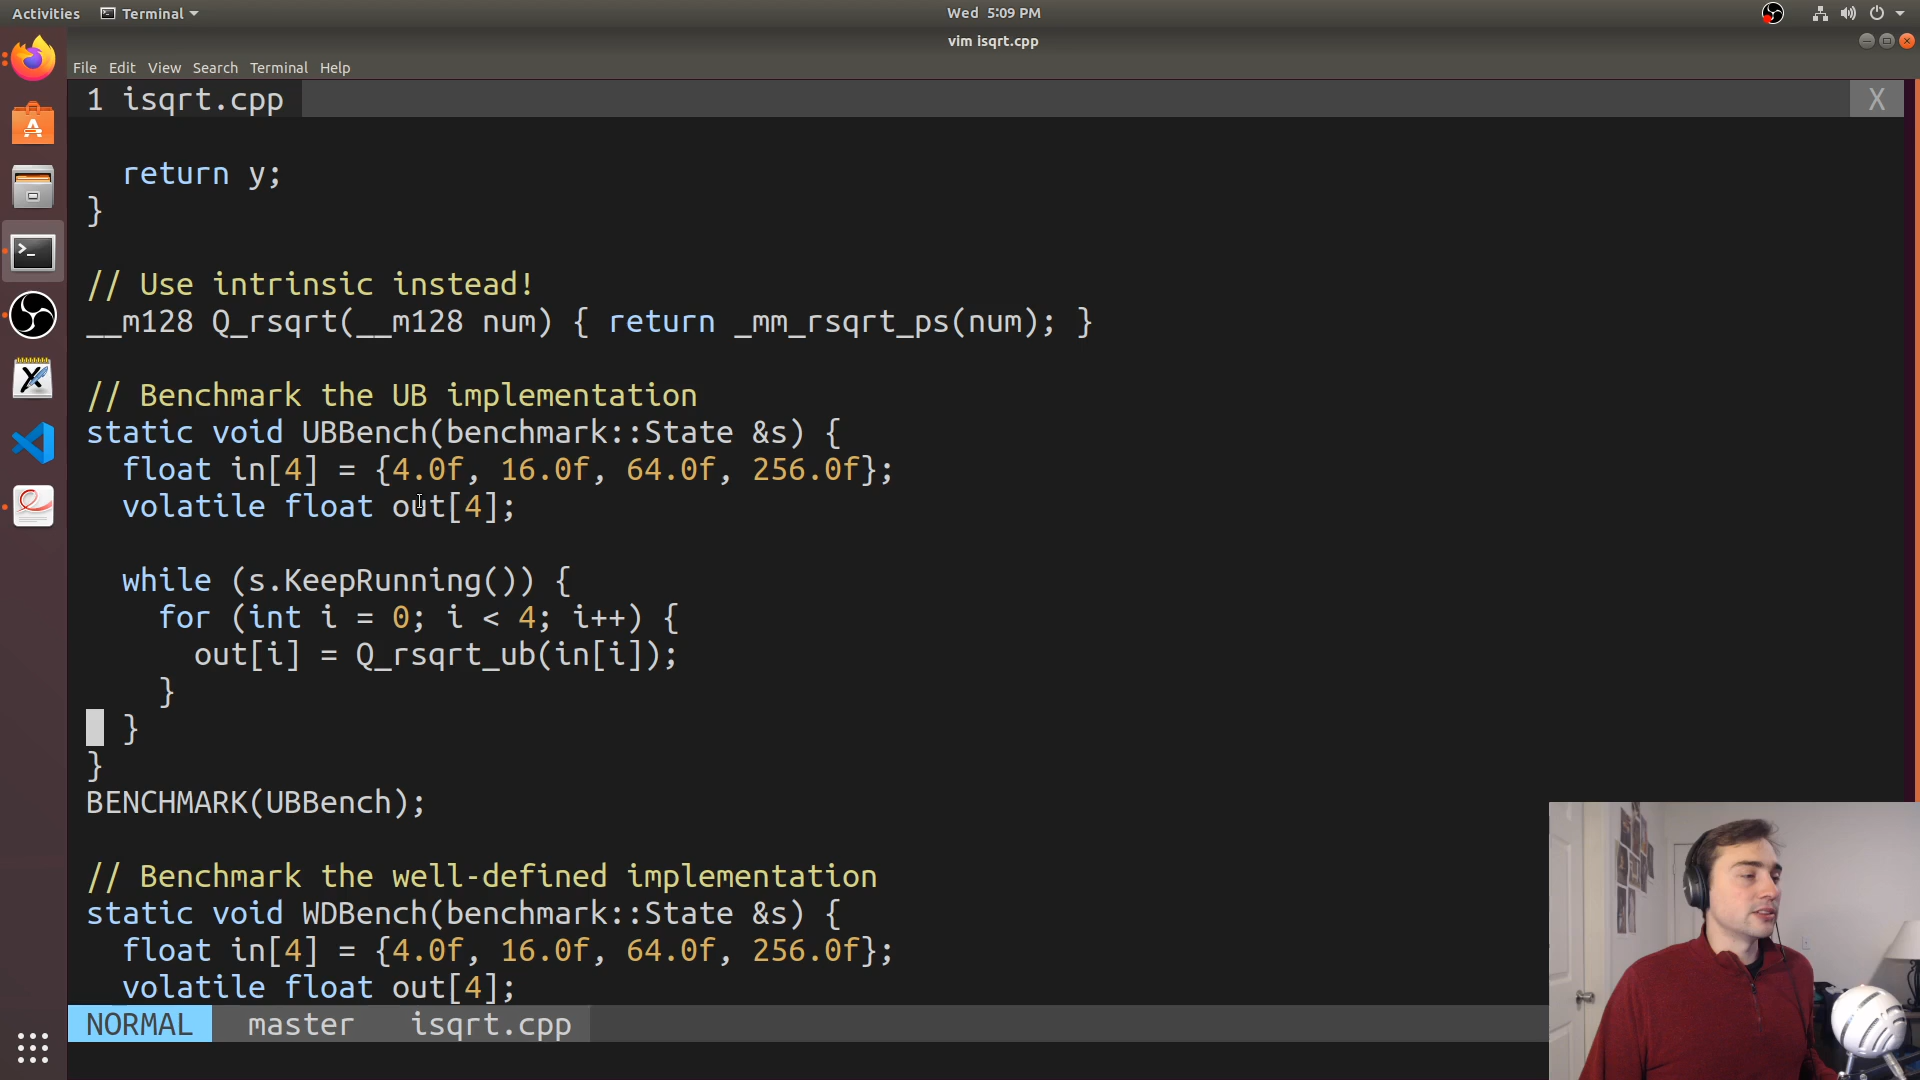 Activities Terminal Wed 5:09 PM
vim isqrt.cpp
File Edit View Search Terminal Help
1 isqrt.cpp X
return y;
}
// Use intrinsic instead!
__m128 Q_rsqrt(__m128 num) { return _mm_rsqrt_ps(num); }
// Benchmark the UB implementation
static void UBBench(benchmark::State &s) {
float in[4] = {4.0f, 16.0f, 64.0f, 256.0f};
volatile float out[4];
while (s.KeepRunning()) {
for (int i = 0; i < 4; i++) {
out[i] = Q_rsqrt_ub(in[i]);
}
}
}
BENCHMARK(UBBench);
// Benchmark the well-defined implementation
static void WDBench(benchmark::State &s) {
float in[4] = {4.0f, 16.0f, 64.0f, 256.0f};
volatile float out[4];
NORMAL master isqrt.cpp